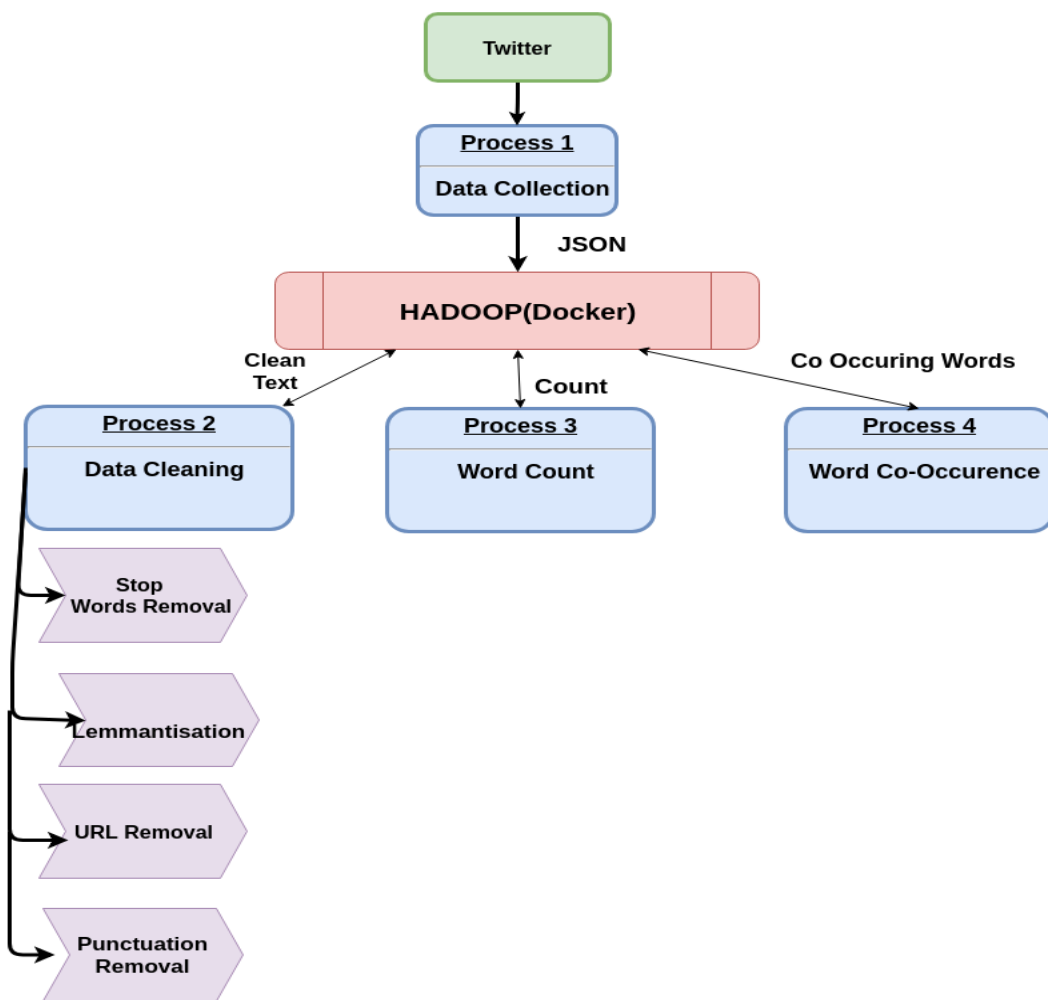 Twitter
Process 1
Data Collection
JSON
HADOOP(Docker)
Clean
Text
Count
Co Occuring Words
Process 2
Data Cleaning
Process 3
Word Count
Process 4
Word Co-Occurence
Stop
Words Removal
Lemmantisation
URL Removal
Punctuation
Removal